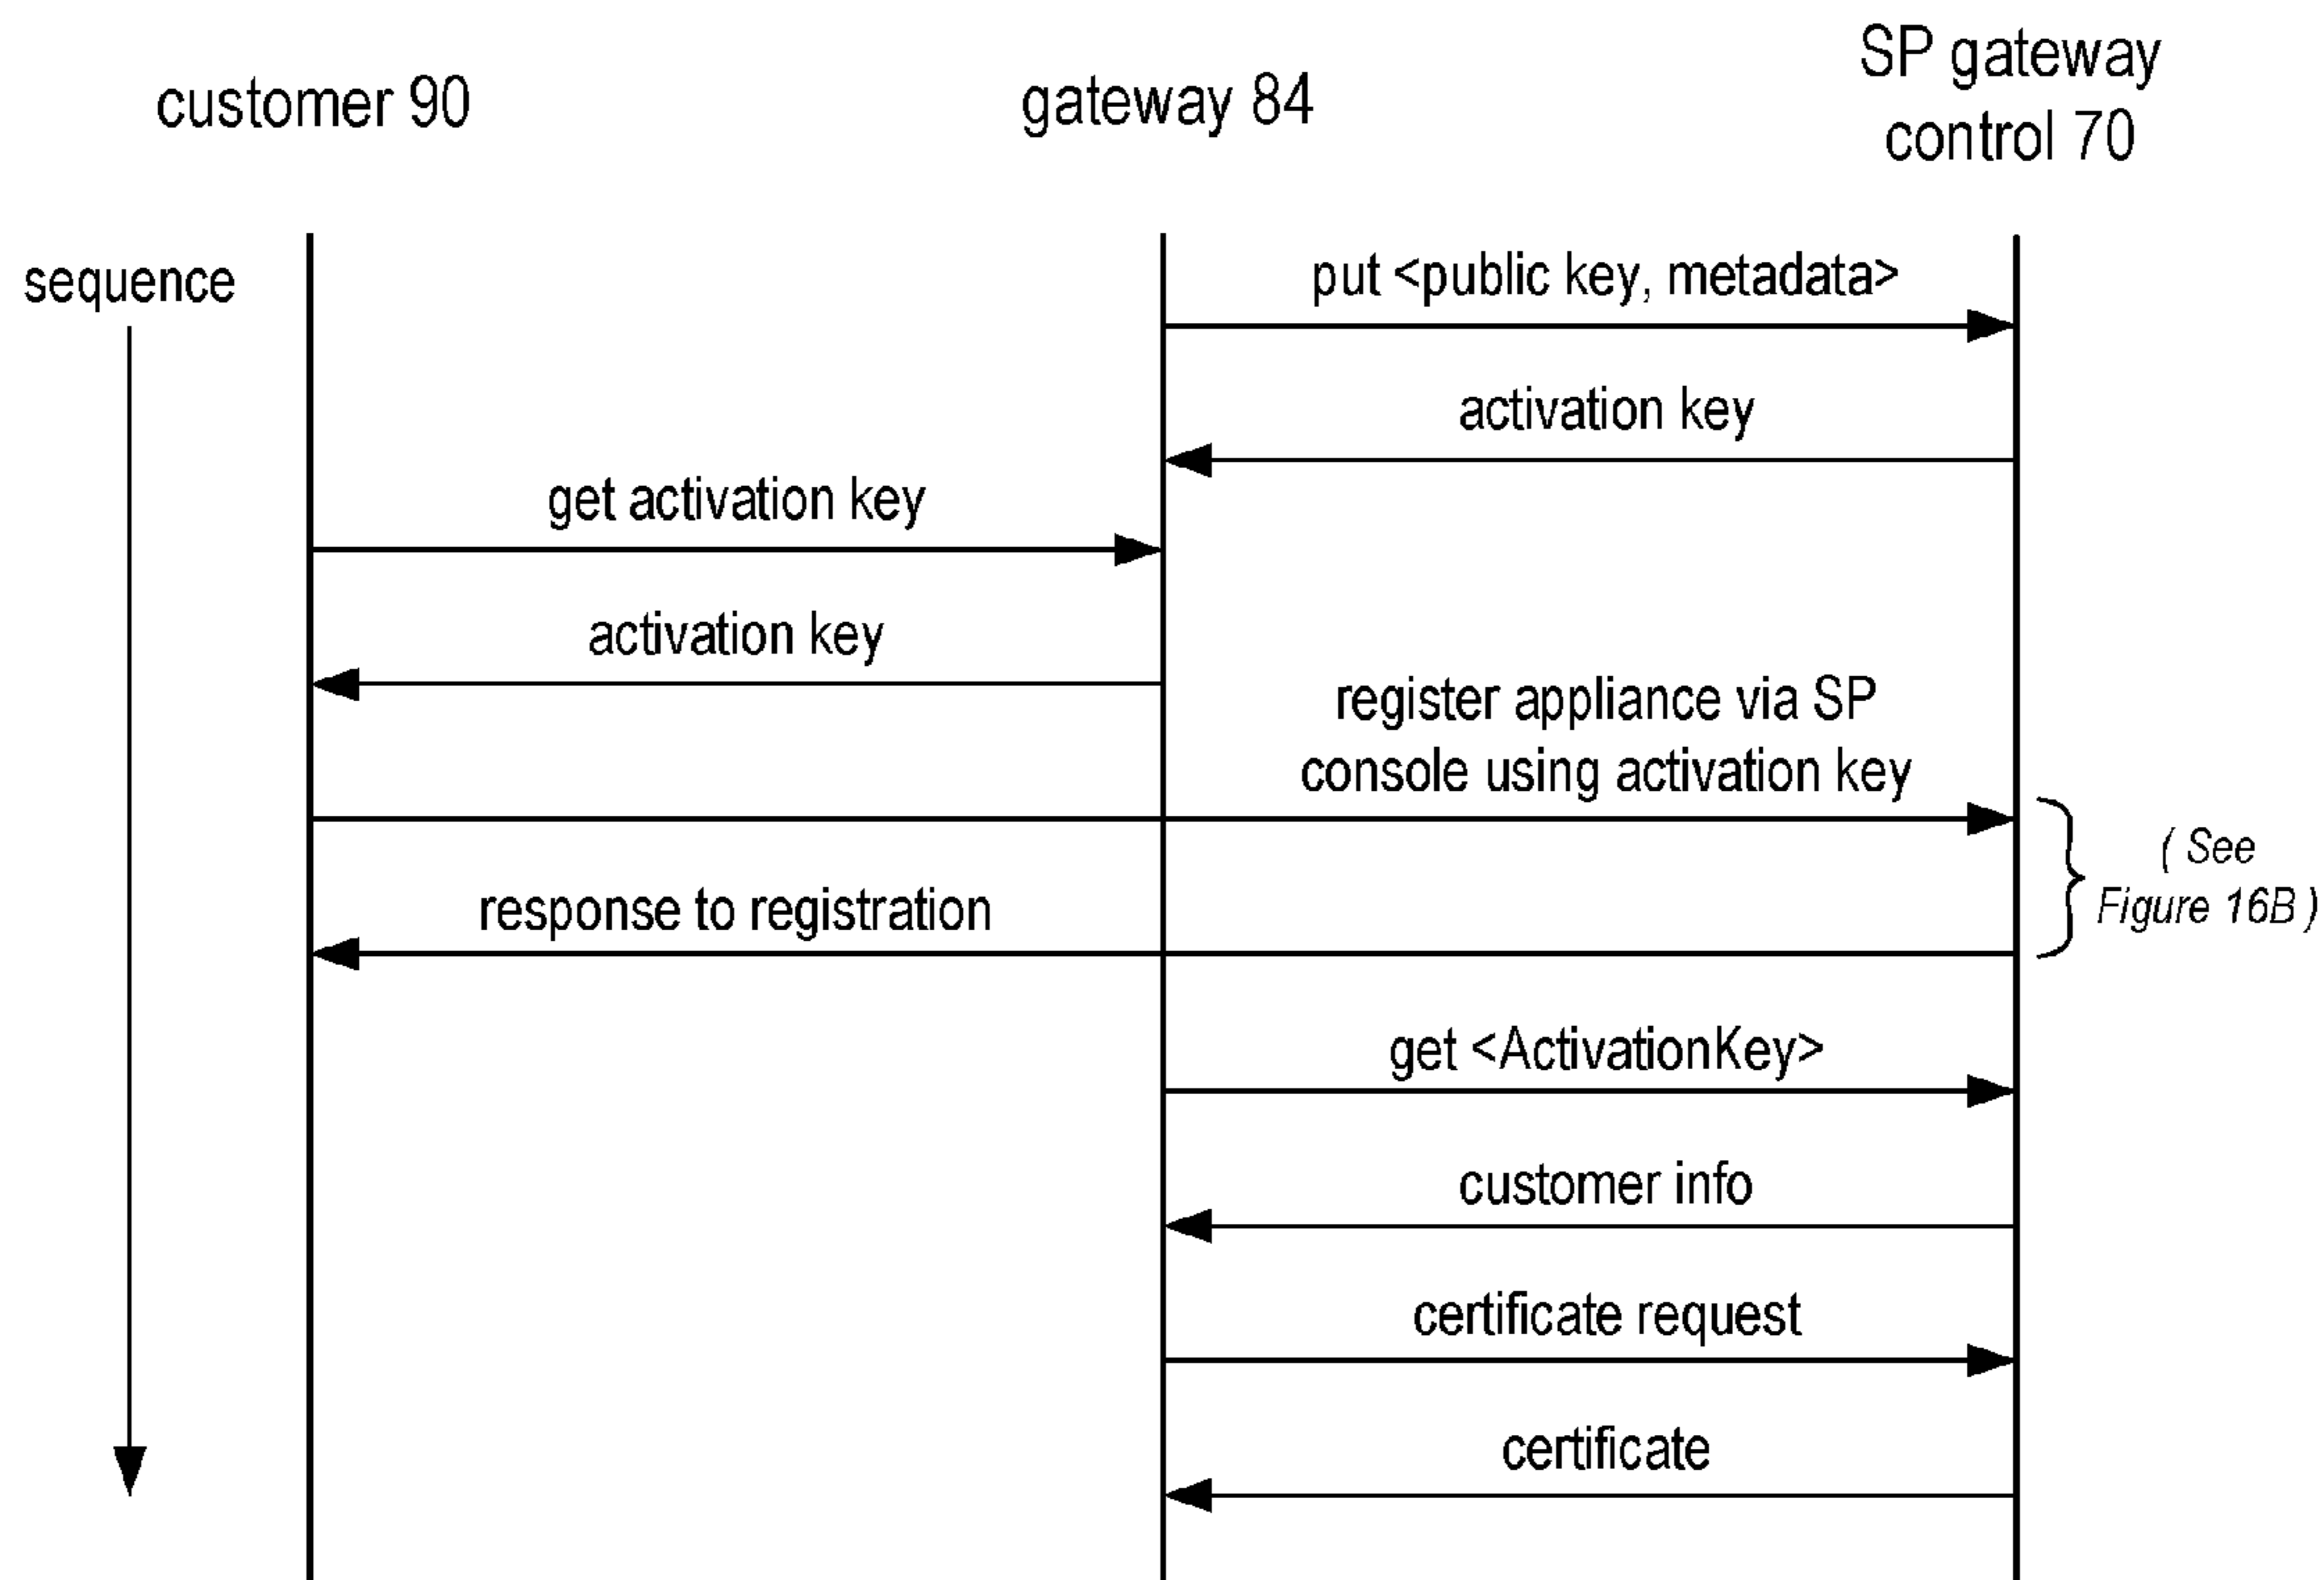 customer 90
gateway 84
SP gateway
control 70
sequence
put <public key, metadata>
activation key
get activation key
activation key
register appliance via SP
console using activation key
( See
Figure 16B )
response to registration
get <ActivationKey>
customer info
certificate request
certificate